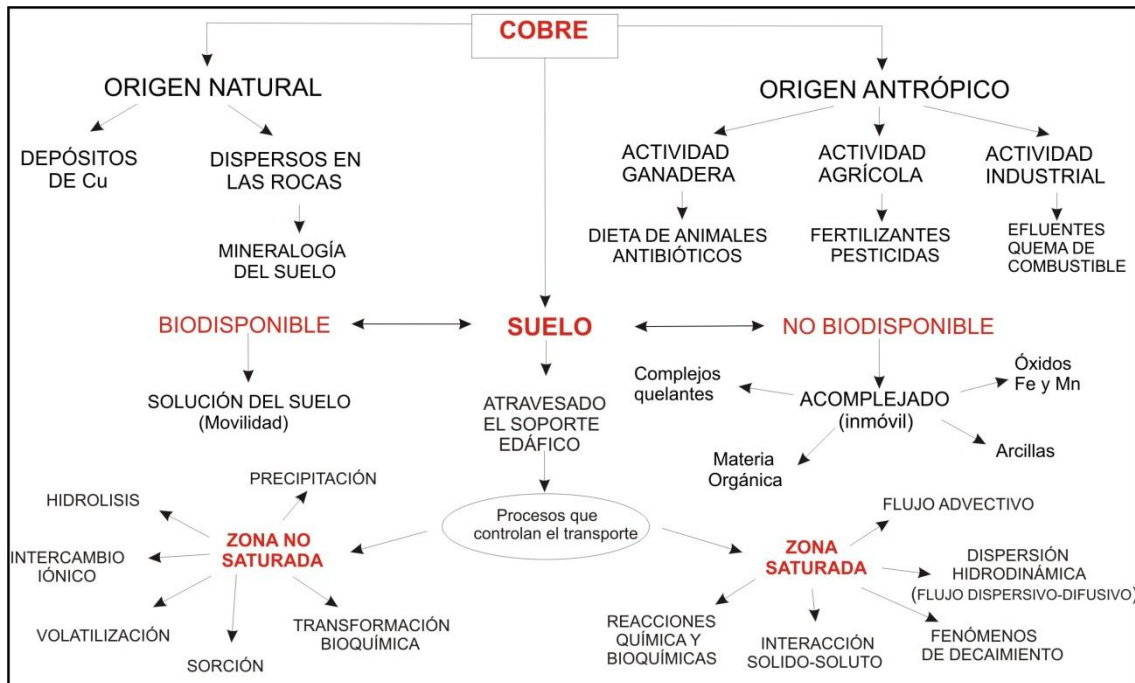 COBRE
ORIGEN NATURAL
ORIGEN ANTRÓPICO
DEPÓSITOS
DE Cu
DISPERSOS EN
LAS ROCAS
MINERALOGÍA
DEL SUELO
ACTIVIDAD
GANADERA
DIETA DE ANIMALES
ANTIBIÓTICOS
ACTIVIDAD
AGRÍCOLA
FERTILIZANTES
PESTICIDAS
ACTIVIDAD
INDUSTRIAL
EFLUENTES
QUEMA DE
COMBUSTIBLE
BIODISPONIBLE
SUELO
NO BIODISPONIBLE
SOLUCIÓN DEL SUELO
(Movilidad)
ATRAVESADO
EL SOPORTE
EDÁFICO
Complejos
quelantes
ACOMPLEJADO
(inmóvil)
Óxidos
Fe y Mn
Arcillas
Materia
Orgánica
Procesos que
controlan el transporte
ZONA NO
SATURADA
PRECIPITACIÓN
HIDROLISIS
INTERCAMBIO
IÓNICO
VOLATILIZACIÓN
SORCIÓN
TRANSFORMACIÓN
BIOQUÍMICA
ZONA
SATURADA
FLUJO ADVECTIVO
DISPERSIÓN
HIDRODINÁMICA
(FLUJO DISPERSIVO-DIFUSIVO)
FENÓMENOS
DE DECAIMIENTO
INTERACCIÓN
SOLIDO-SOLUTO
REACCIONES
QUÍMICA Y
BIOQUÍMICAS